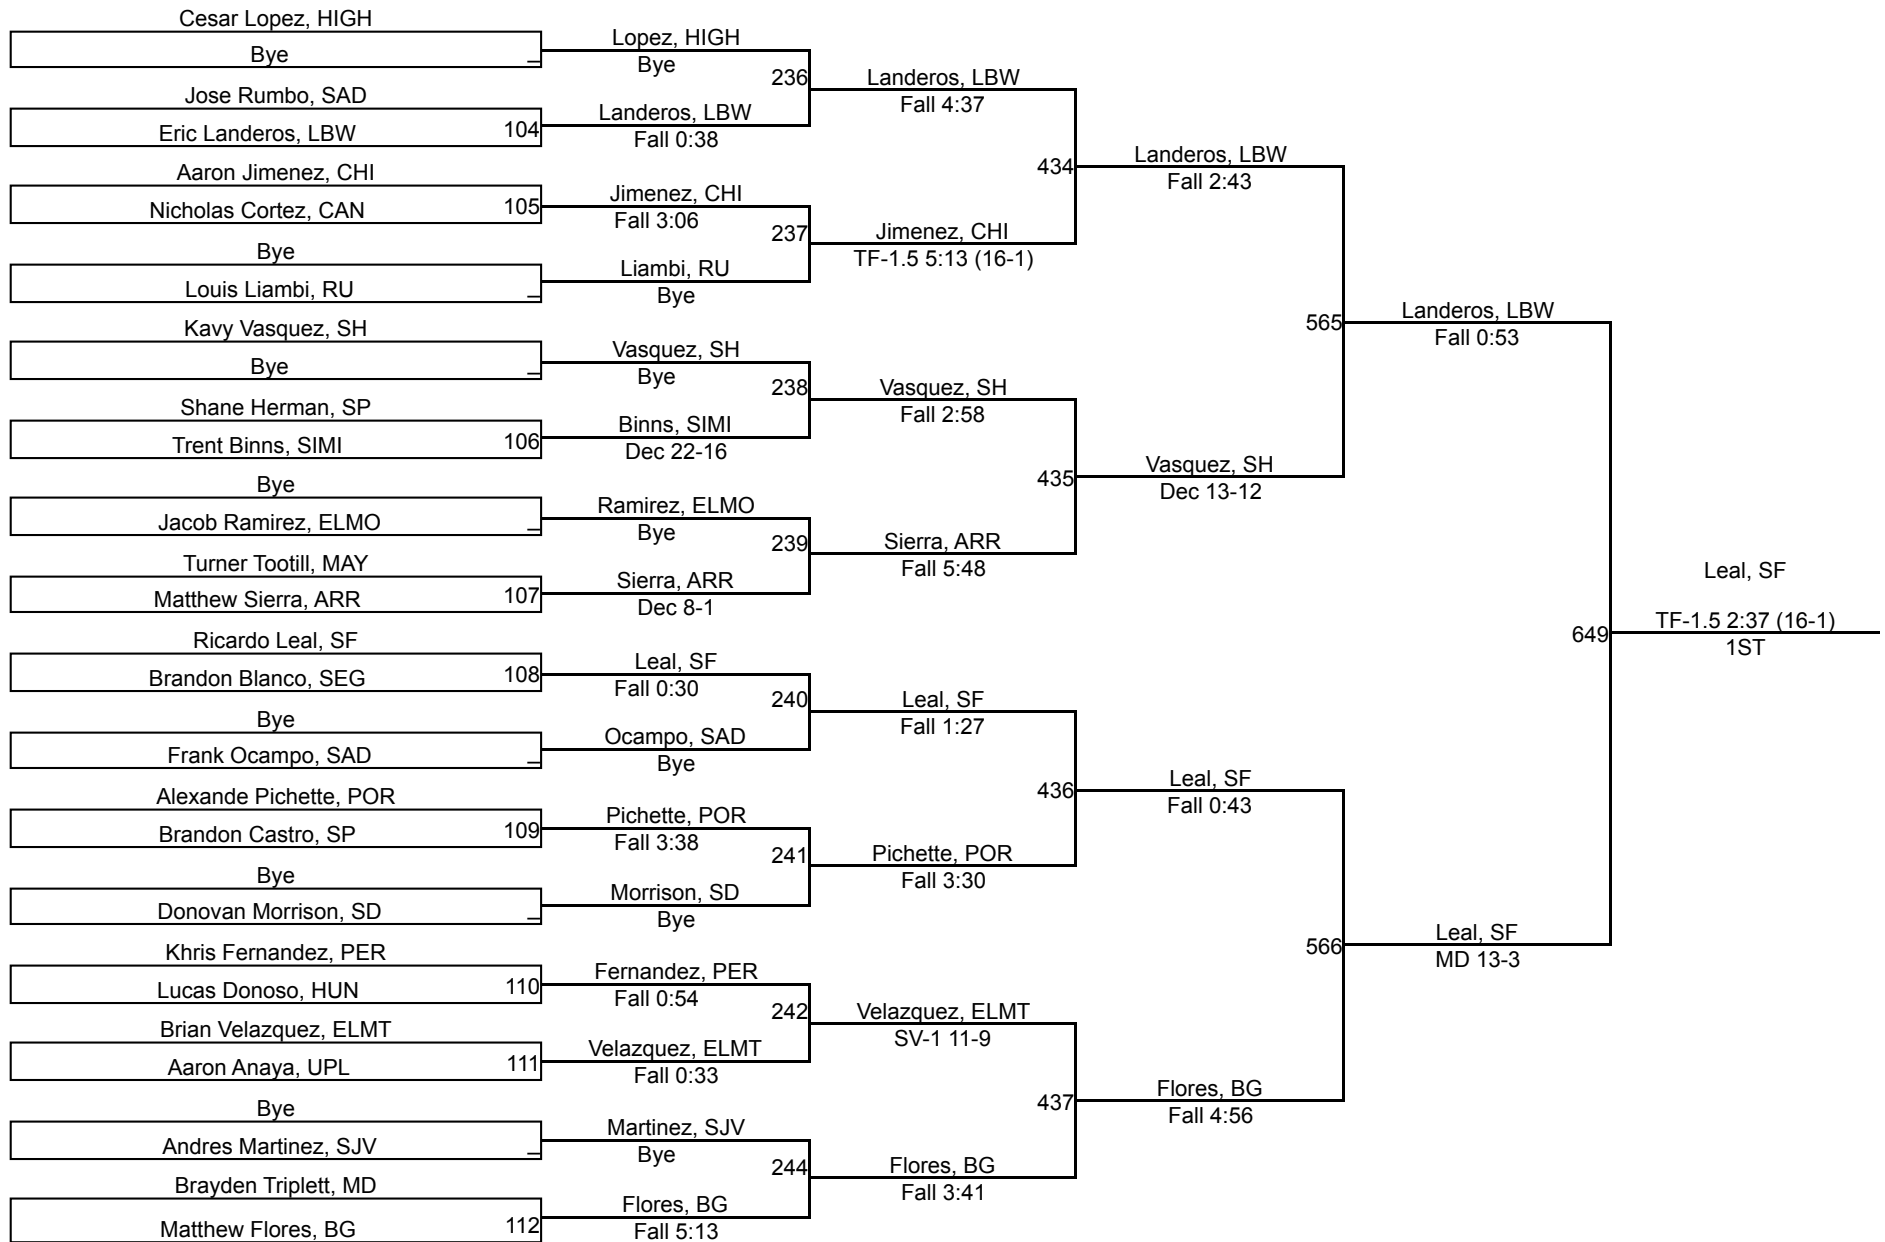 Cesar Lopez, HIGH
Bye
Jose Rumbo, SAD
Eric Landeros, LBW 104
Aaron Jimenez, CHI
Nicholas Cortez, CAN 105
Bye
Louis Liambi, RU
Kavy Vasquez, SH
Bye
Shane Herman, SP
Trent Binns, SIMI 106
Bye
Jacob Ramirez, ELMO
Turner Tootill, MAY
Matthew Sierra, ARR 107
Ricardo Leal, SF
Brandon Blanco, SEG 108
Bye
Frank Ocampo, SAD
Alexande Pichette, POR
Brandon Castro, SP 109
Bye
Donovan Morrison, SD
Khris Fernandez, PER
Lucas Donoso, HUN 110
Brian Velazquez, ELMT
Aaron Anaya, UPL 111
Bye
Andres Martinez, SJV
Brayden Triplett, MD
Matthew Flores, BG 112
Lopez, HIGH
Bye
236
Landeros, LBW
Fall 0:38
Jimenez, CHI
Fall 3:06
237
Liambi, RU
Bye
Vasquez, SH
Bye
238
Binns, SIMI
Dec 22-16
Ramirez, ELMO
Bye
239
Sierra, ARR
Dec 8-1
Leal, SF
Fall 0:30
240
Ocampo, SAD
Bye
Pichette, POR
Fall 3:38
241
Morrison, SD
Bye
Fernandez, PER
Fall 0:54
242
Velazquez, ELMT
Fall 0:33
Martinez, SJV
Bye
244
Flores, BG
Fall 5:13
Landeros, LBW
Fall 4:37
434
Jimenez, CHI
TF-1.5 5:13 (16-1)
Vasquez, SH
Fall 2:58
435
Sierra, ARR
Fall 5:48
Leal, SF
Fall 1:27
436
Pichette, POR
Fall 3:30
Velazquez, ELMT
SV-1 11-9
437
Flores, BG
Fall 3:41
Landeros, LBW
Fall 2:43
565
Vasquez, SH
Dec 13-12
Leal, SF
Fall 0:43
566
Flores, BG
Fall 4:56
Landeros, LBW
Fall 0:53
649
Leal, SF
MD 13-3
Leal, SF
TF-1.5 2:37 (16-1)
1ST